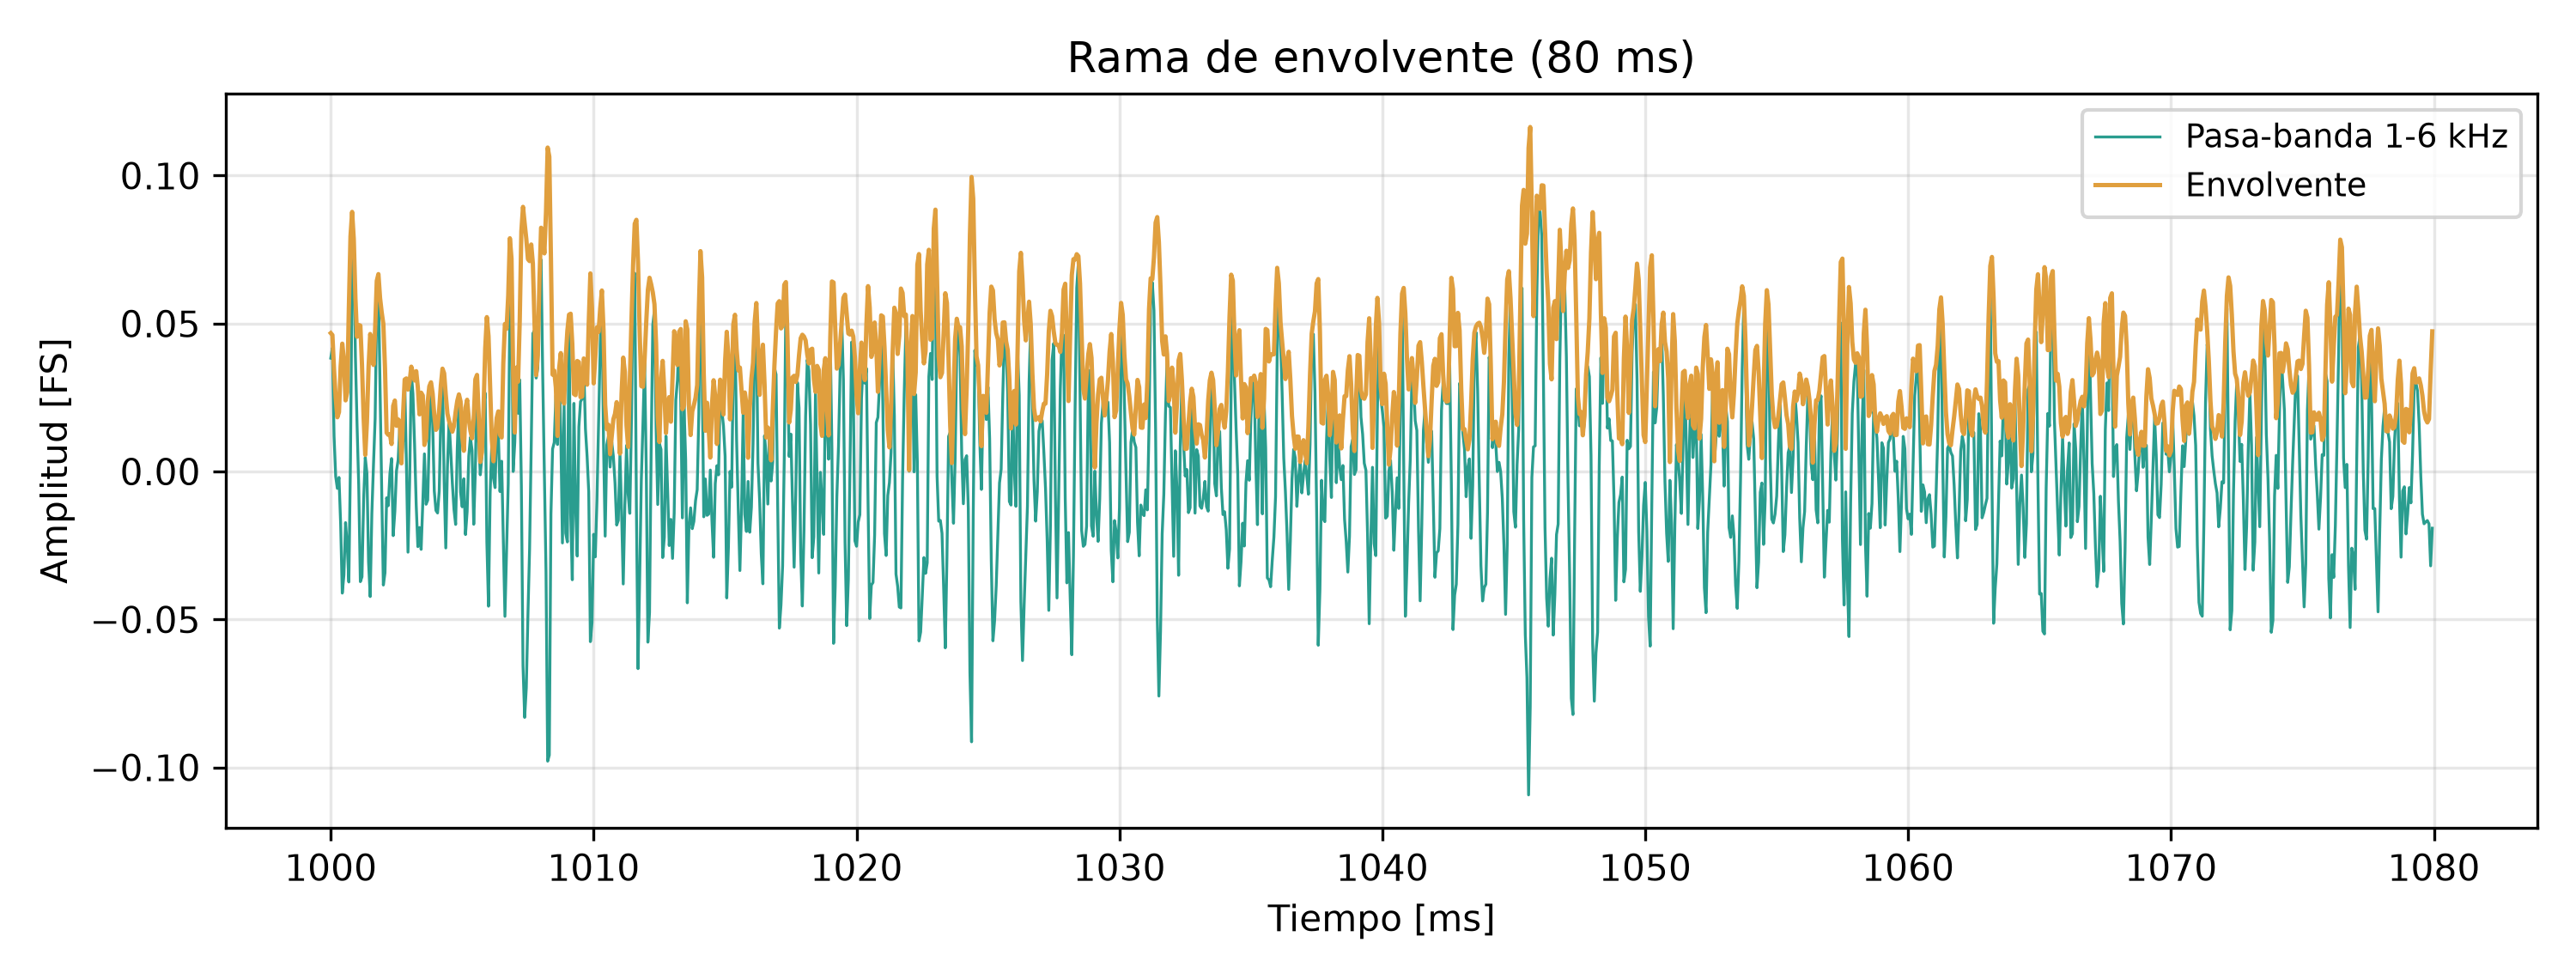 Rama de envolvente (80 ms)
Pasa-banda 1-6 kHz
Envolvente
Amplitud [FS]
0.10
0.05
0.00
−0.05
−0.10
1000 1010 1020 1030 1040 1050 1060 1070 1080
Tiempo [ms]